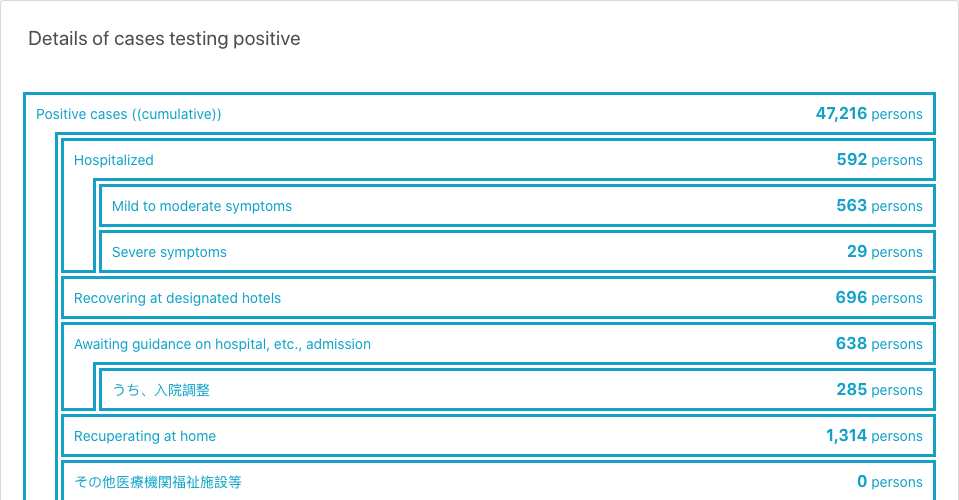 Details of cases testing positive
Positive cases ((cumulative)) 47,216 persons
Hospitalized 592 persons
Mild to moderate symptoms 563 persons
Severe symptoms 29 persons
Recovering at designated hotels 696 persons
Awaiting guidance on hospital, etc., admission 638 persons
うち、入院調整 285 persons
Recuperating at home 1,314 persons
その他医療機関福祉施設等 0 persons